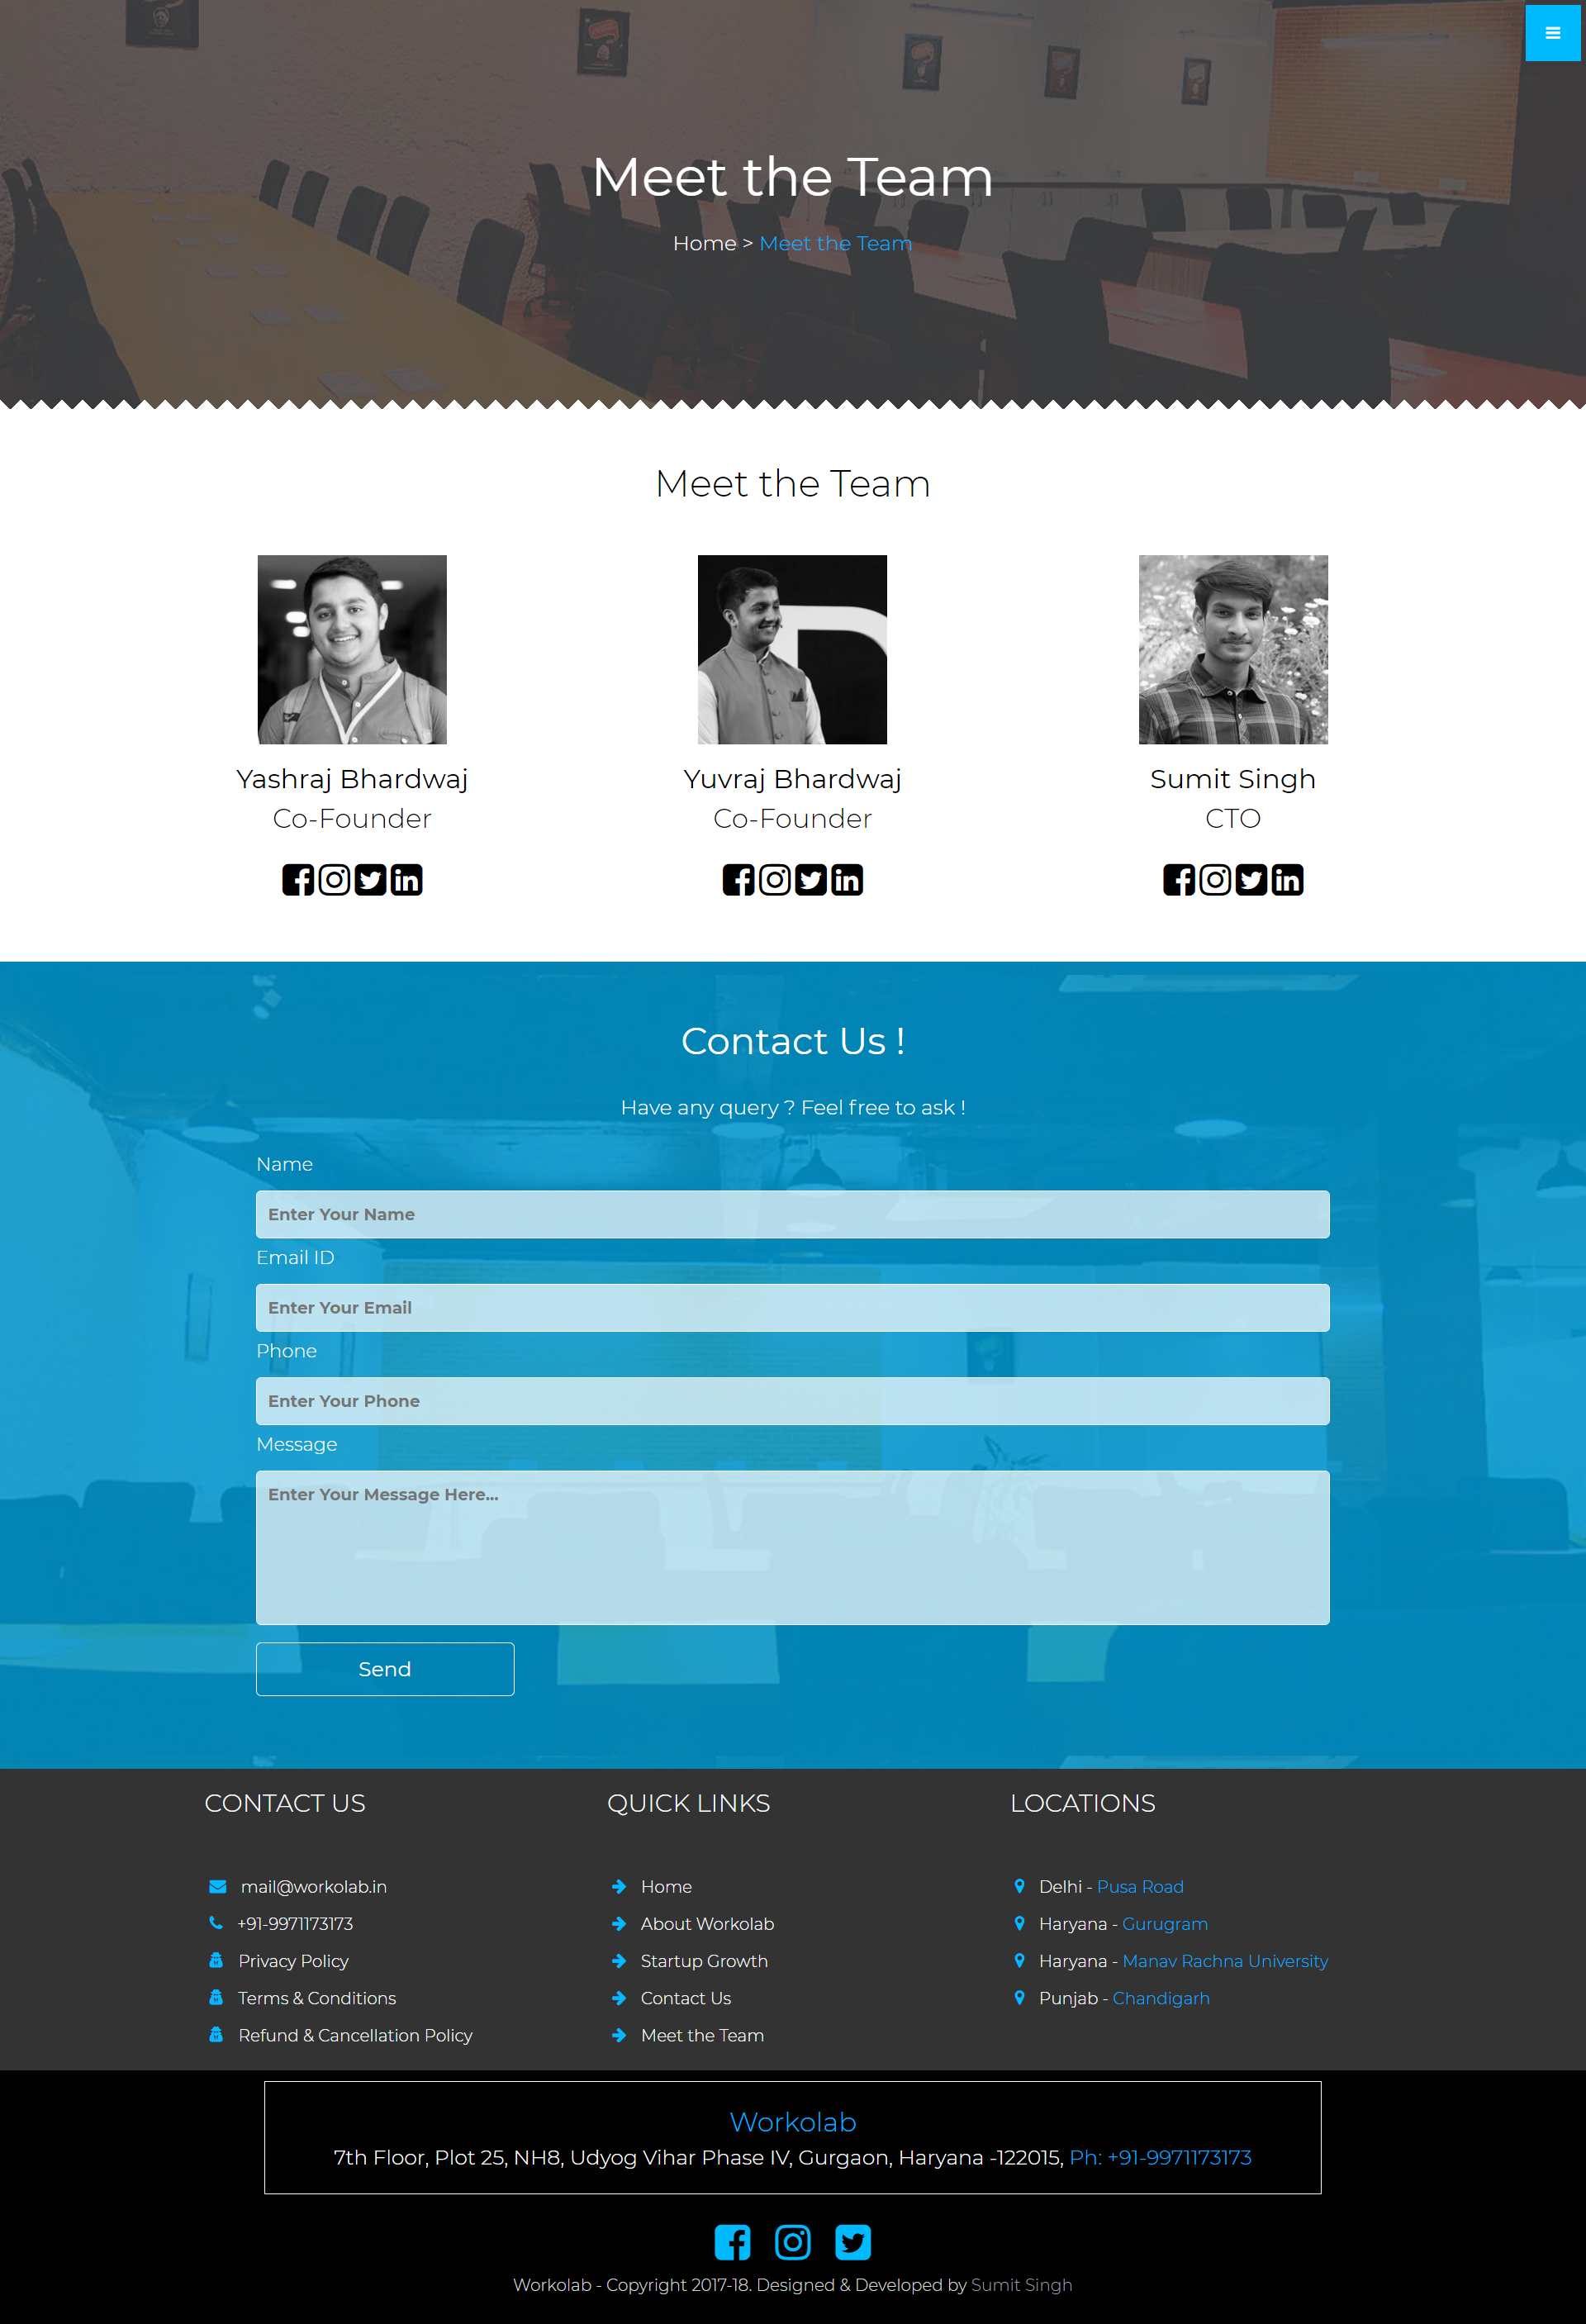 Meet the Team
Home > Meet the Team
Meet the Team
Yashraj Bhardwaj
Co-Founder
Yuvraj Bhardwaj
Co-Founder
Sumit Singh
CTO
Contact Us !
Have any query ? Feel free to ask !
Name
Enter Your Name
Email ID
Enter Your Email
Phone
Enter Your Phone
Message
Enter Your Message Here...
Send
CONTACT US
mail@workolab.in
+91-9971173173
Privacy Policy
Terms & Conditions
Refund & Cancellation Policy
QUICK LINKS
Home
About Workolab
Startup Growth
Contact Us
Meet the Team
LOCATIONS
Delhi - Pusa Road
Haryana - Gurugram
Haryana - Manav Rachna University
Punjab - Chandigarh
Workolab
7th Floor, Plot 25, NH8, Udyog Vihar Phase IV, Gurgaon, Haryana -122015, Ph: +91-9971173173
Workolab - Copyright 2017-18. Designed & Developed by Sumit Singh